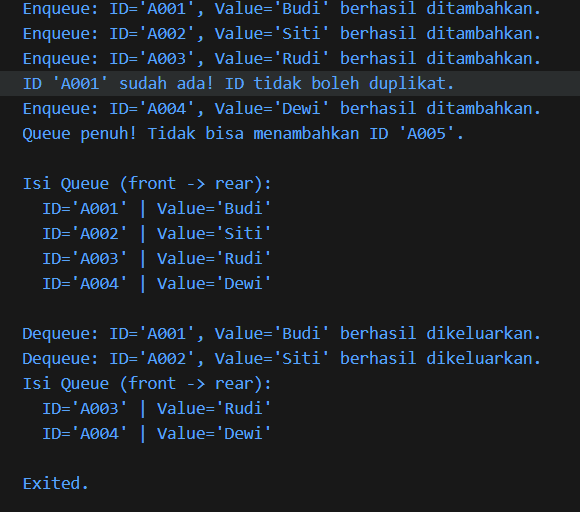 Enqueue: ID='A001', Value='Budi' berhasil ditambahkan.
Enqueue: ID='A002', Value='Siti' berhasil ditambahkan.
Enqueue: ID='A003', Value='Rudi' berhasil ditambahkan.
ID 'A001' sudah ada! ID tidak boleh duplikat.
Enqueue: ID='A004', Value='Dewi' berhasil ditambahkan.
Queue penuh! Tidak bisa menambahkan ID 'A005'.
Isi Queue (front -> rear):
ID='A001' | Value='Budi'
ID='A002' | Value='Siti'
ID='A003' | Value='Rudi'
ID='A004' | Value='Dewi'
Dequeue: ID='A001', Value='Budi' berhasil dikeluarkan.
Dequeue: ID='A002', Value='Siti' berhasil dikeluarkan.
Isi Queue (front -> rear):
ID='A003' | Value='Rudi'
ID='A004' | Value='Dewi'
Exited.